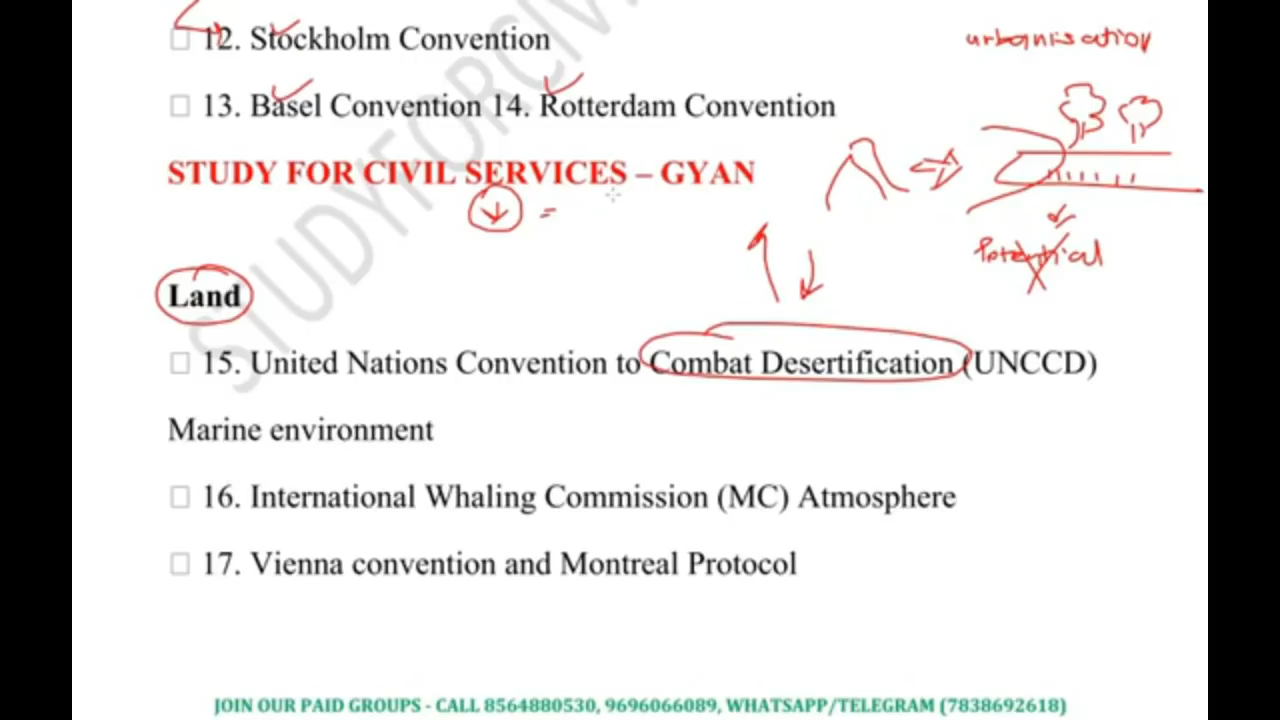 12. Stockholm Convention
urbanisation
13. Basel Convention 14. Rotterdam Convention
STUDY FOR CIVIL SERVICES – GYAN
Potential
Land
15. United Nations Convention to Combat Desertification (UNCCD)
Marine environment
16. International Whaling Commission (MC) Atmosphere
17. Vienna convention and Montreal Protocol
STUDYFORCIVI
JOIN OUR PAID GROUPS - CALL 8564880530, 9696066089, WHATSAPP/TELEGRAM (7838692618)